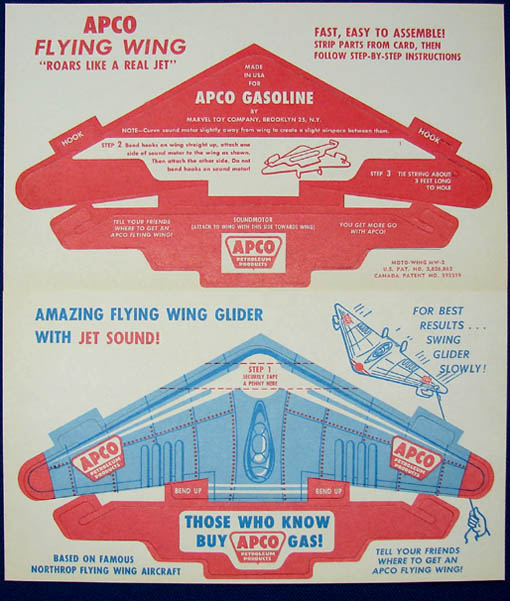 APCO
FLYING WING
"ROARS LIKE A REAL JET"
FAST, EASY TO ASSEMBLE!
STRIP PARTS FROM CARD, THEN
FOLLOW STEP-BY-STEP INSTRUCTIONS
MADE
IN USA
FOR
APCO GASOLINE
BY
MARVEL TOY COMPANY, BROOKLYN 23, N.Y.
NOTE—Curve sound motor slightly away from wing to create a slight airspace between them.
HOOK
HOOK
STEP 2 Bend hooks on wing straight up, attach one
side of sound motor to the wing as shown.
Then attach the other side. Do not
bend hooks on sound motor!
STEP 3 TIE STRING ABOUT
3 FEET LONG
TO HOLE
TELL YOUR FRIENDS
WHERE TO GET AN
APCO FLYING WING!
SOUNDMOTOR
(ATTACH TO WING WITH THIS SIDE TOWARDS WING)
YOU GET MORE GO
WITH APCO!
APCO
PETROLEUM
PRODUCTS
MOTO-WING MW-2
U.S. PAT. NO.
CANADA PATENT NO.
AMAZING FLYING WING GLIDER
WITH JET SOUND!
FOR BEST
RESULTS . . .
SWING
GLIDER
SLOWLY!
STEP 1
SECURELY TAPE
A PENNY HERE
APCO
PETROLEUM
PRODUCTS
APCO
PETROLEUM
PRODUCTS
BEND UP
BEND UP
THOSE WHO KNOW
BUY APCO GAS!
PETROLEUM
PRODUCTS
BASED ON FAMOUS
NORTHROP FLYING WING AIRCRAFT
TELL YOUR FRIENDS
WHERE TO GET AN
APCO FLYING WING!